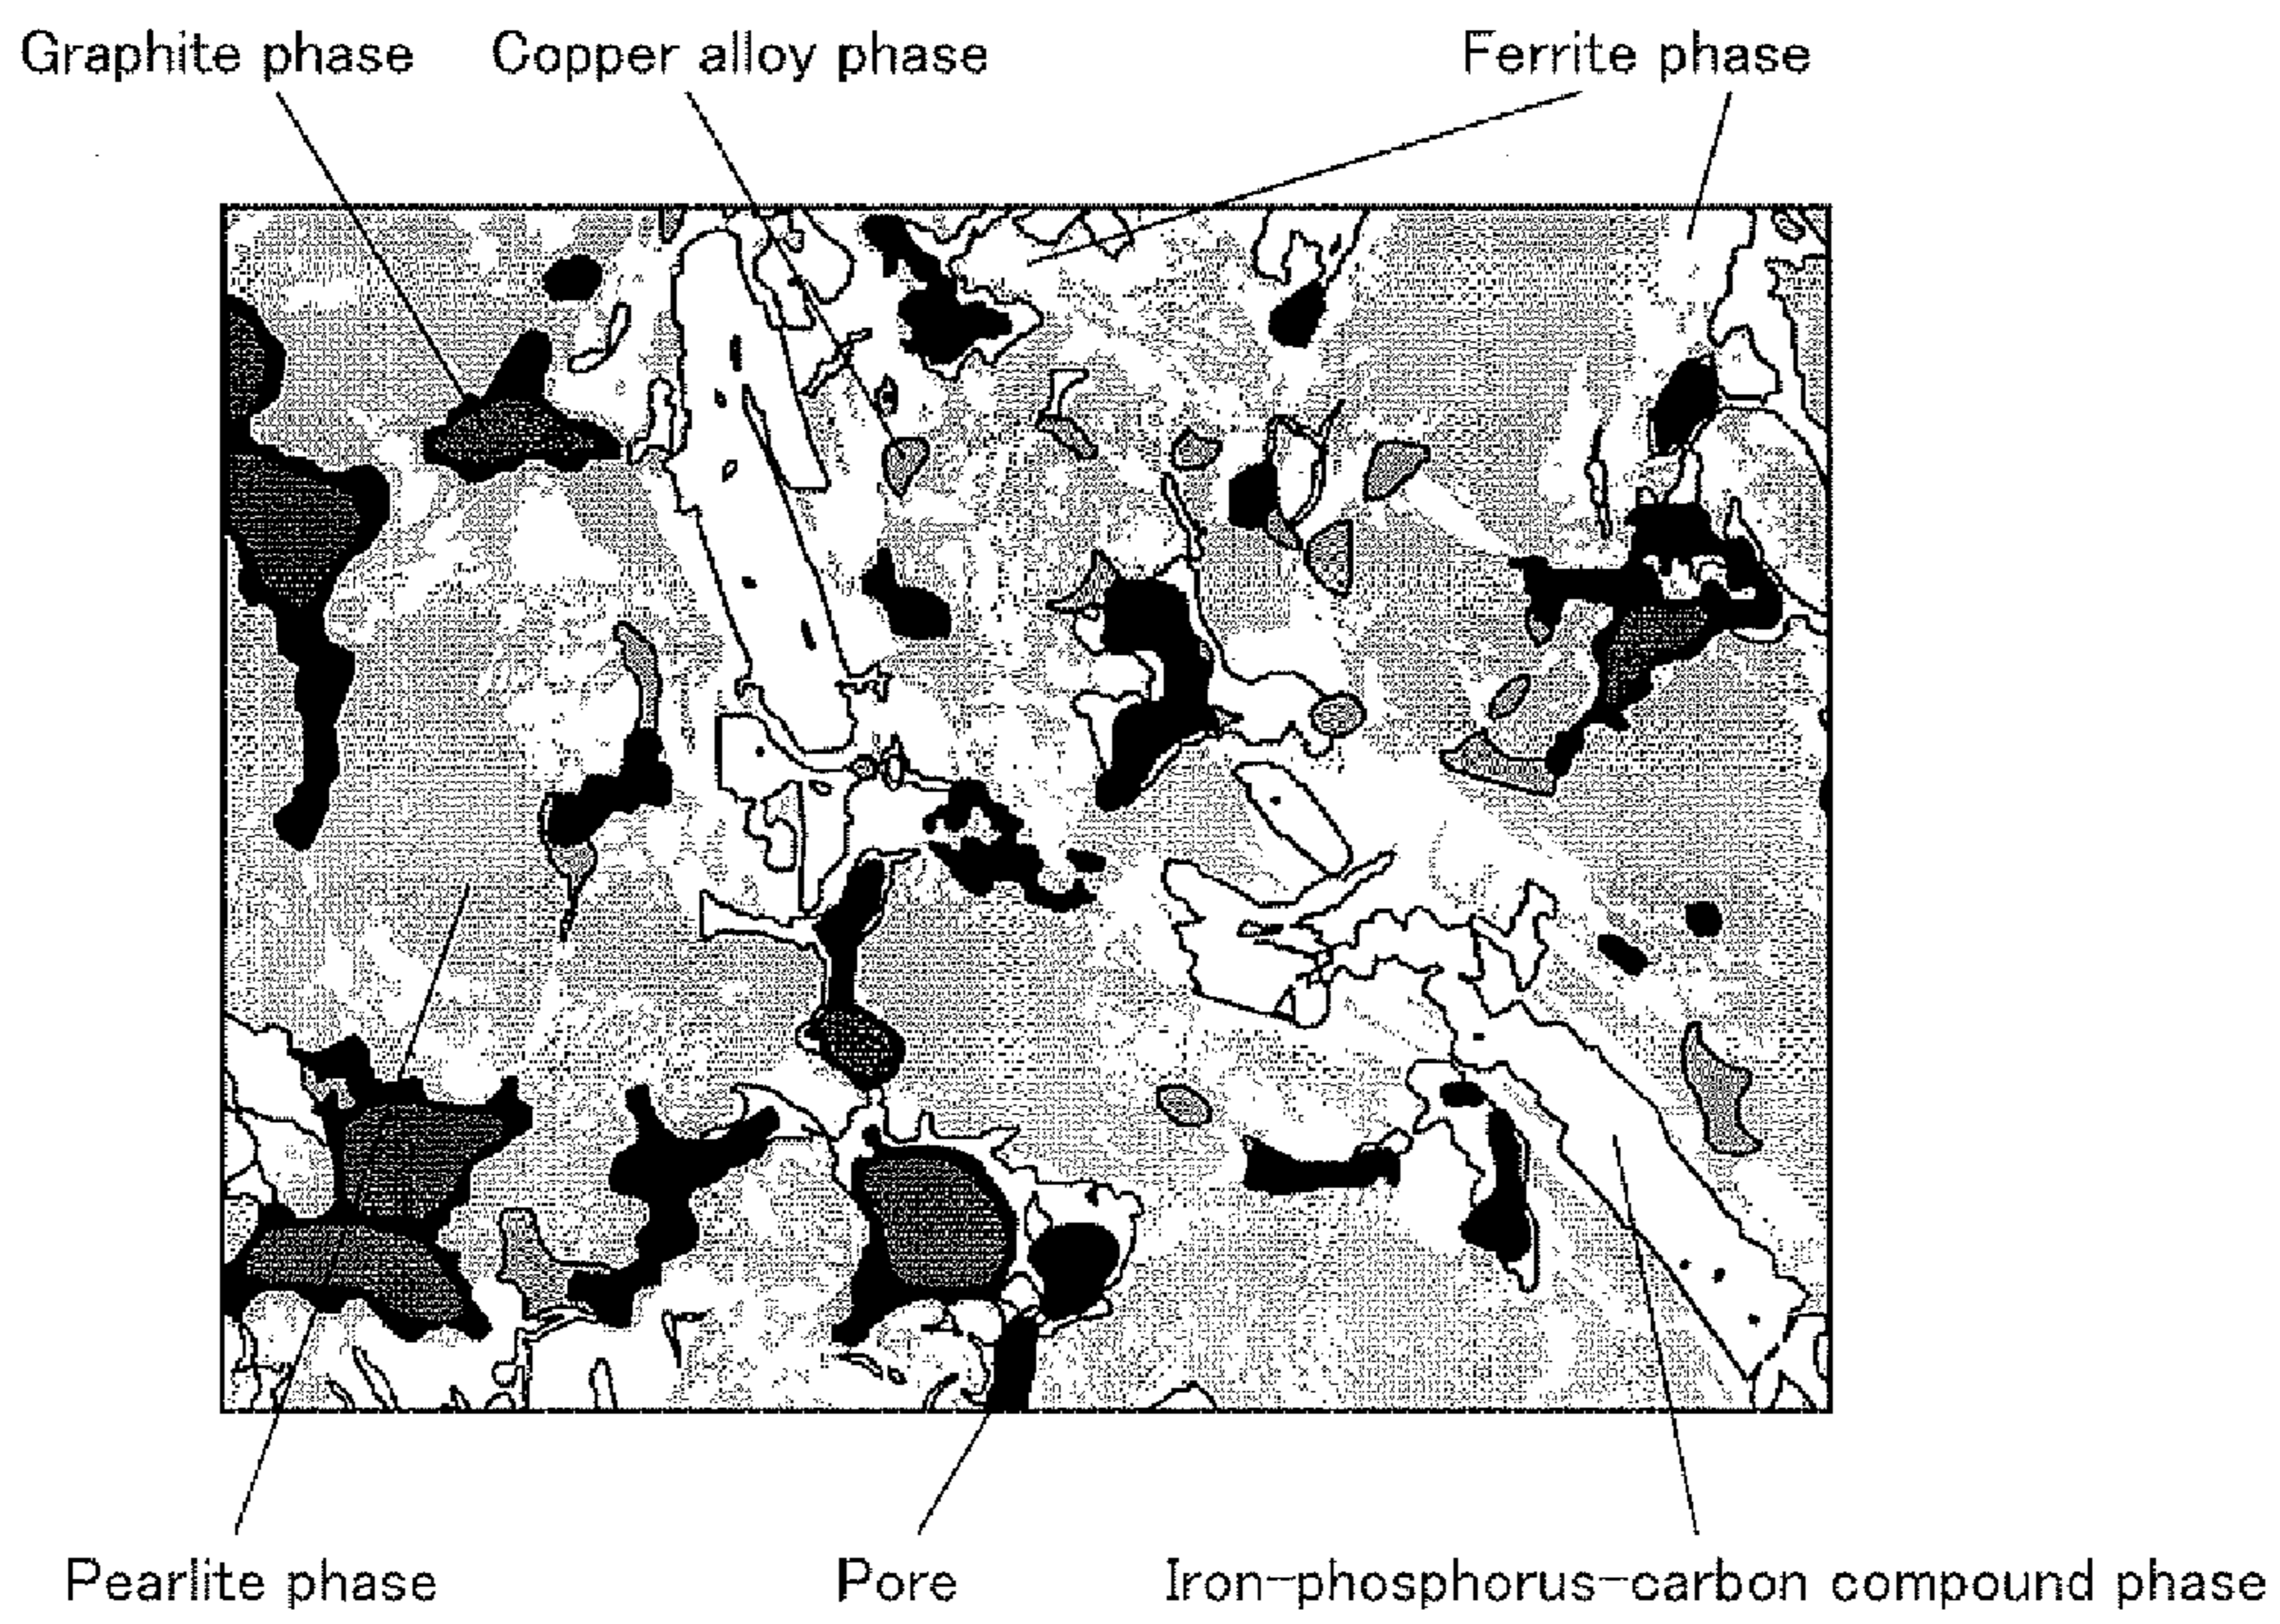 Graphite phase Copper alloy phase Ferrite phase
Pearlite phase Pore Iron-phosphorus-carbon compound phase